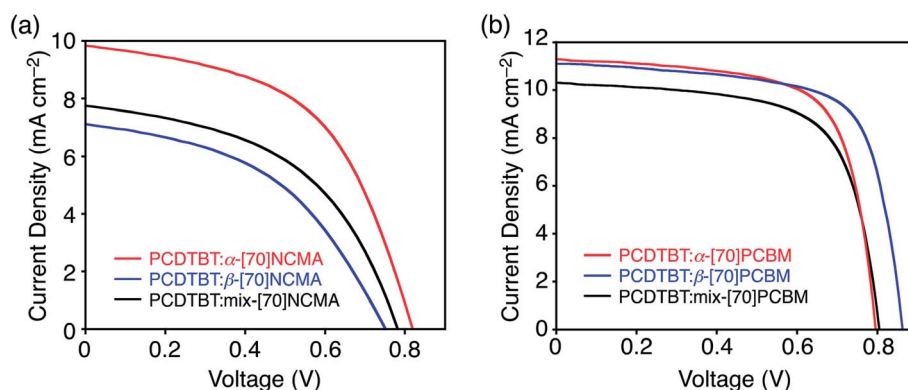 (a)
10
8
6
4
2
0
Current Density (mA cm−2)
PCDTBT:α-[70]NCMA
PCDTBT:β-[70]NCMA
PCDTBT:mix-[70]NCMA
0 0.2 0.4 0.6 0.8
Voltage (V)
(b)
12
10
8
6
4
2
0
Current Density (mA cm−2)
PCDTBT:α-[70]PCBM
PCDTBT:β-[70]PCBM
PCDTBT:mix-[70]PCBM
0 0.2 0.4 0.6 0.8
Voltage (V)